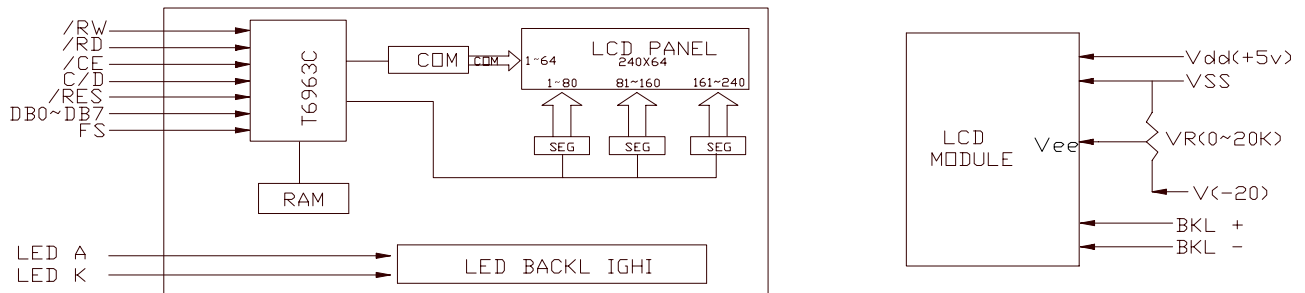 /RW
/RD
/CE
C/D
/RES
DB0~DB7
FS
T6963C
RAM
COM
COM
1~64
LCD PANEL
240X64
1~80 81~160 161~240
SEG SEG SEG
LED A
LED K
LED BACKL IGHI
LCD
MODULE
Vee
Vdd(+5v)
VSS
VR(0~20K)
V(-20)
BKL +
BKL -